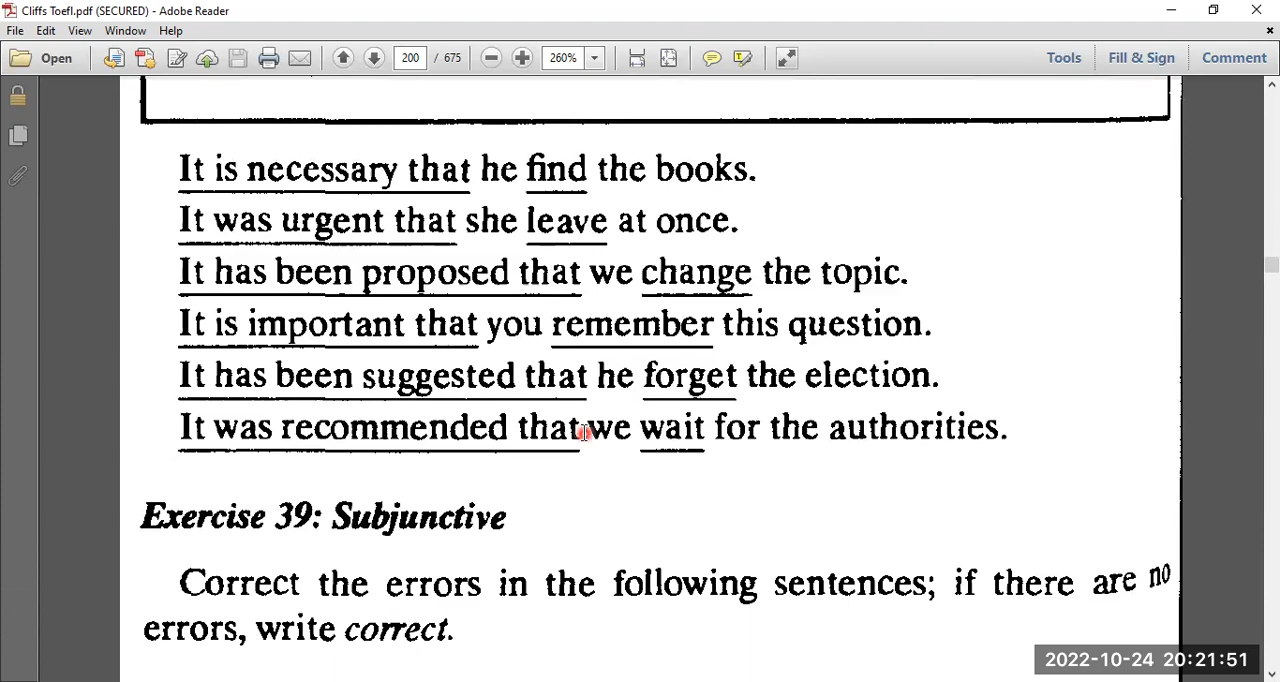 Cliffs Toefl.pdf (SECURED) - Adobe Reader
File Edit View Window Help
Open 200 / 675 260% Tools Fill & Sign Comment
It is necessary that he find the books.
It was urgent that she leave at once.
It has been proposed that we change the topic.
It is important that you remember this question.
It has been suggested that he forget the election.
It was recommended that we wait for the authorities.
Exercise 39: Subjunctive
Correct the errors in the following sentences; if there are no
errors, write correct.
2022-10-24 20:21:51